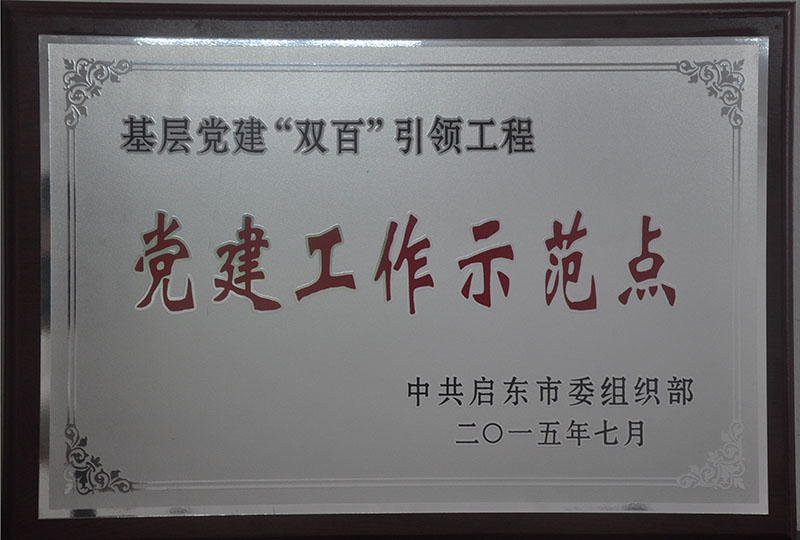 基层党建“双百”引领工程
党建工作示范点
中共启东市委组织部
二〇一五年七月